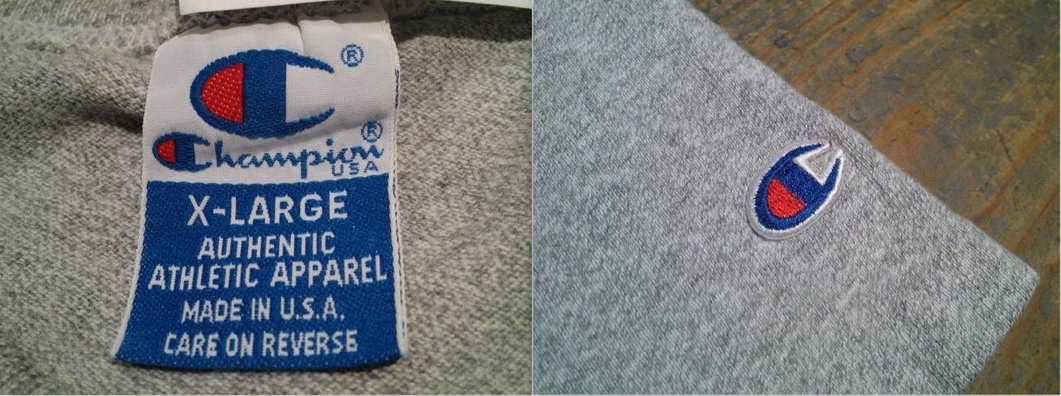 ®
Champion®
USA
X-LARGE
AUTHENTIC
ATHLETIC APPAREL
MADE IN U.S.A.
CARE ON REVERSE